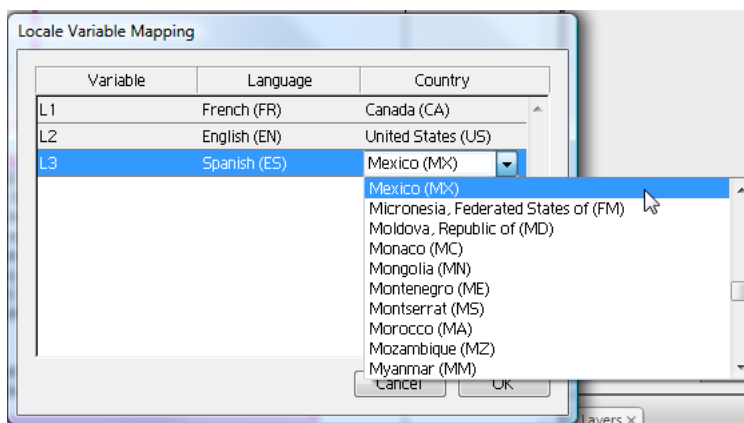 Locale Variable Mapping
Variable Language Country
L1 French (FR) Canada (CA)
L2 English (EN) United States (US)
L3 Spanish (ES) Mexico (MX)
Mexico (MX)
Micronesia, Federated States of (FM)
Moldova, Republic of (MD)
Monaco (MC)
Mongolia (MN)
Montenegro (ME)
Montserrat (MS)
Morocco (MA)
Mozambique (MZ)
Myanmar (MM)
Cancel OK
Layers ×